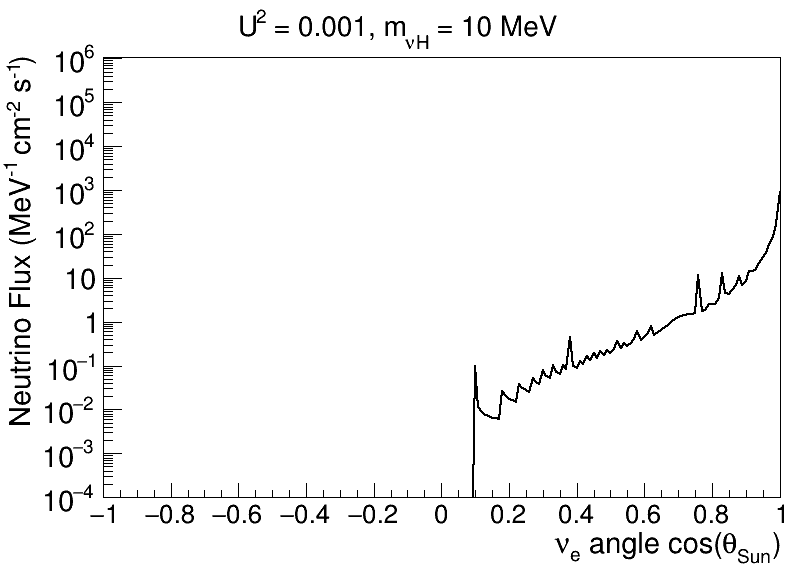 U² = 0.001, m_νH = 10 MeV
Neutrino Flux (MeV⁻¹ cm⁻² s⁻¹)
10⁶
10⁵
10⁴
10³
10²
10
1
10⁻¹
10⁻²
10⁻³
10⁻⁴
−1 −0.8 −0.6 −0.4 −0.2 0 0.2 0.4 0.6 0.8 1
ν_e angle cos(θ_Sun)